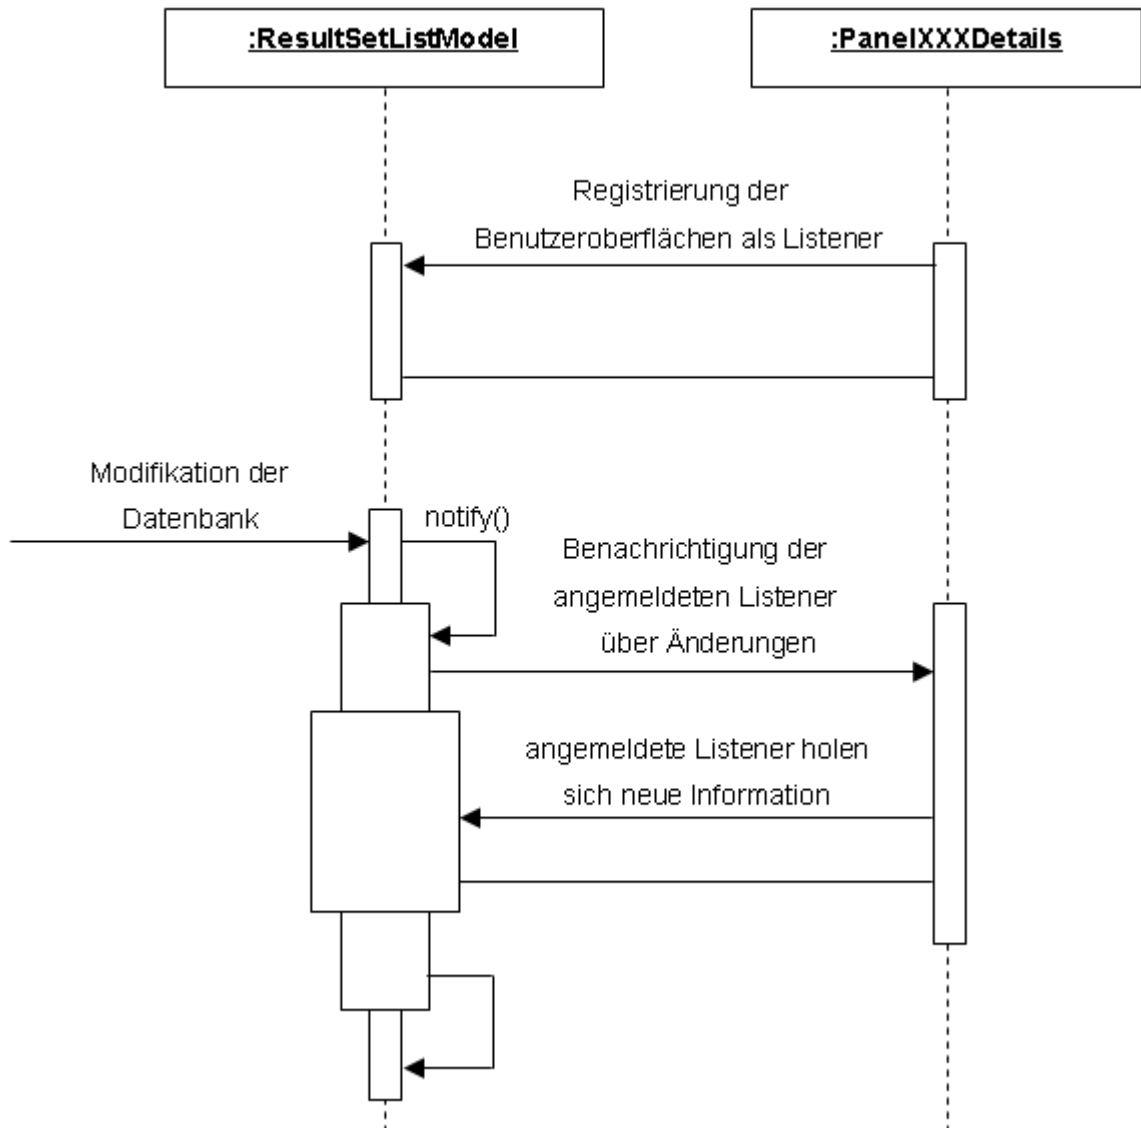 :ResultSetListModel
:PanelXXXDetails
Registrierung der
Benutzeroberflächen als Listener
Modifikation der
Datenbank
notify()
Benachrichtigung der
angemeldeten Listener
über Änderungen
angemeldete Listener holen
sich neue Information